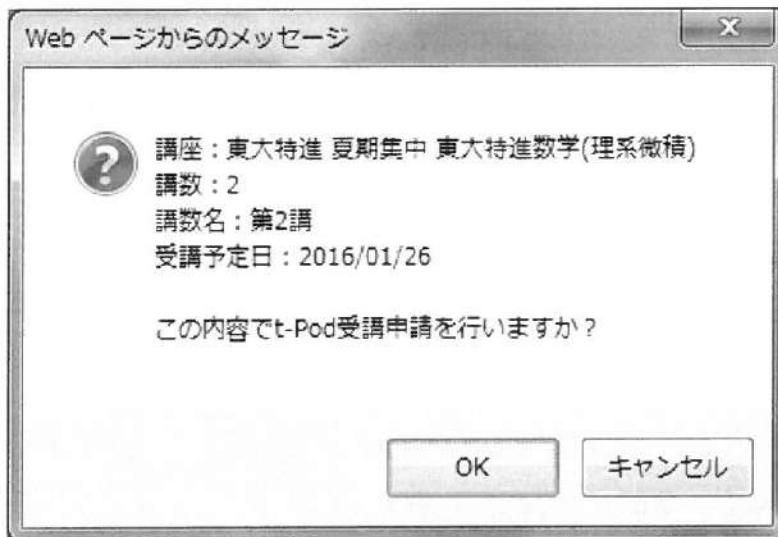 Web ページからのメッセージ
講座：東大特進 夏期集中 東大特進数学(理系微積)
講数：2
講数名：第2講
受講予定日：2016/01/26
この内容でt-Pod受講申請を行いますか？
OK
キャンセル